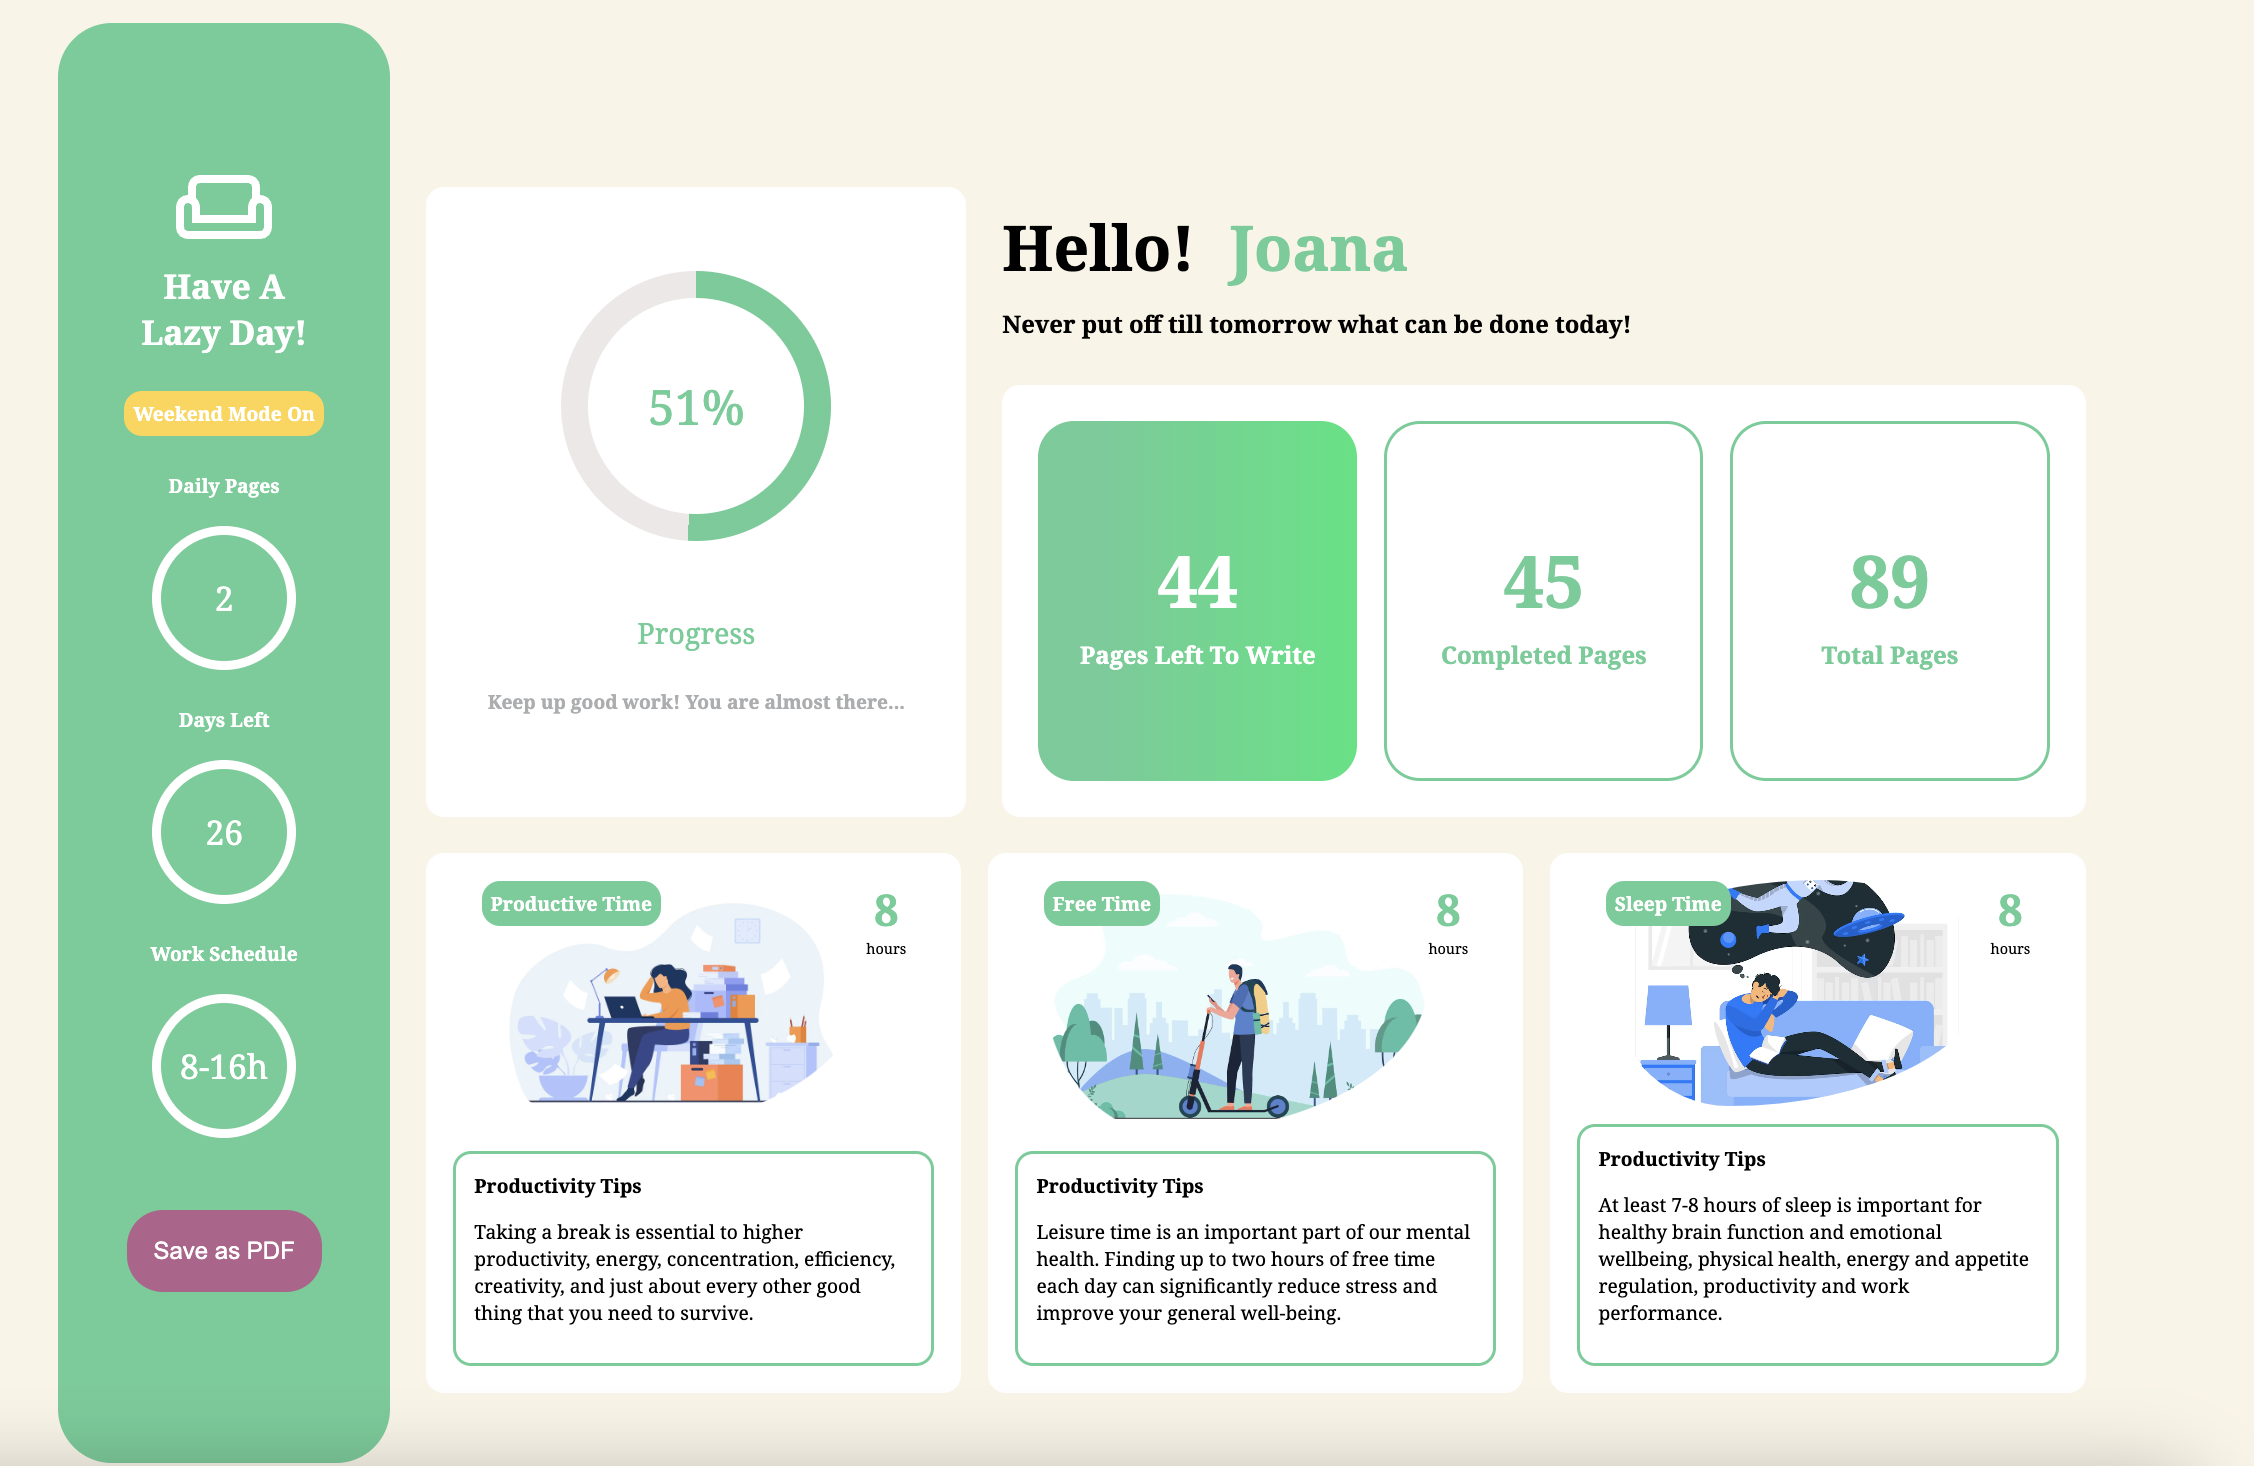 Have A
Lazy Day!
Weekend Mode On
Daily Pages
2
Days Left
26
Work Schedule
8-16h
Save as PDF
51%
Progress
Keep up good work! You are almost there...
Hello! Joana
Never put off till tomorrow what can be done today!
44
Pages Left To Write
45
Completed Pages
89
Total Pages
Productive Time
8
hours
Productivity Tips
Taking a break is essential to higher
productivity, energy, concentration, efficiency,
creativity, and just about every other good
thing that you need to survive.
Free Time
8
hours
Productivity Tips
Leisure time is an important part of our mental
health. Finding up to two hours of free time
each day can significantly reduce stress and
improve your general well-being.
Sleep Time
8
hours
Productivity Tips
At least 7-8 hours of sleep is important for
healthy brain function and emotional
wellbeing, physical health, energy and appetite
regulation, productivity and work
performance.